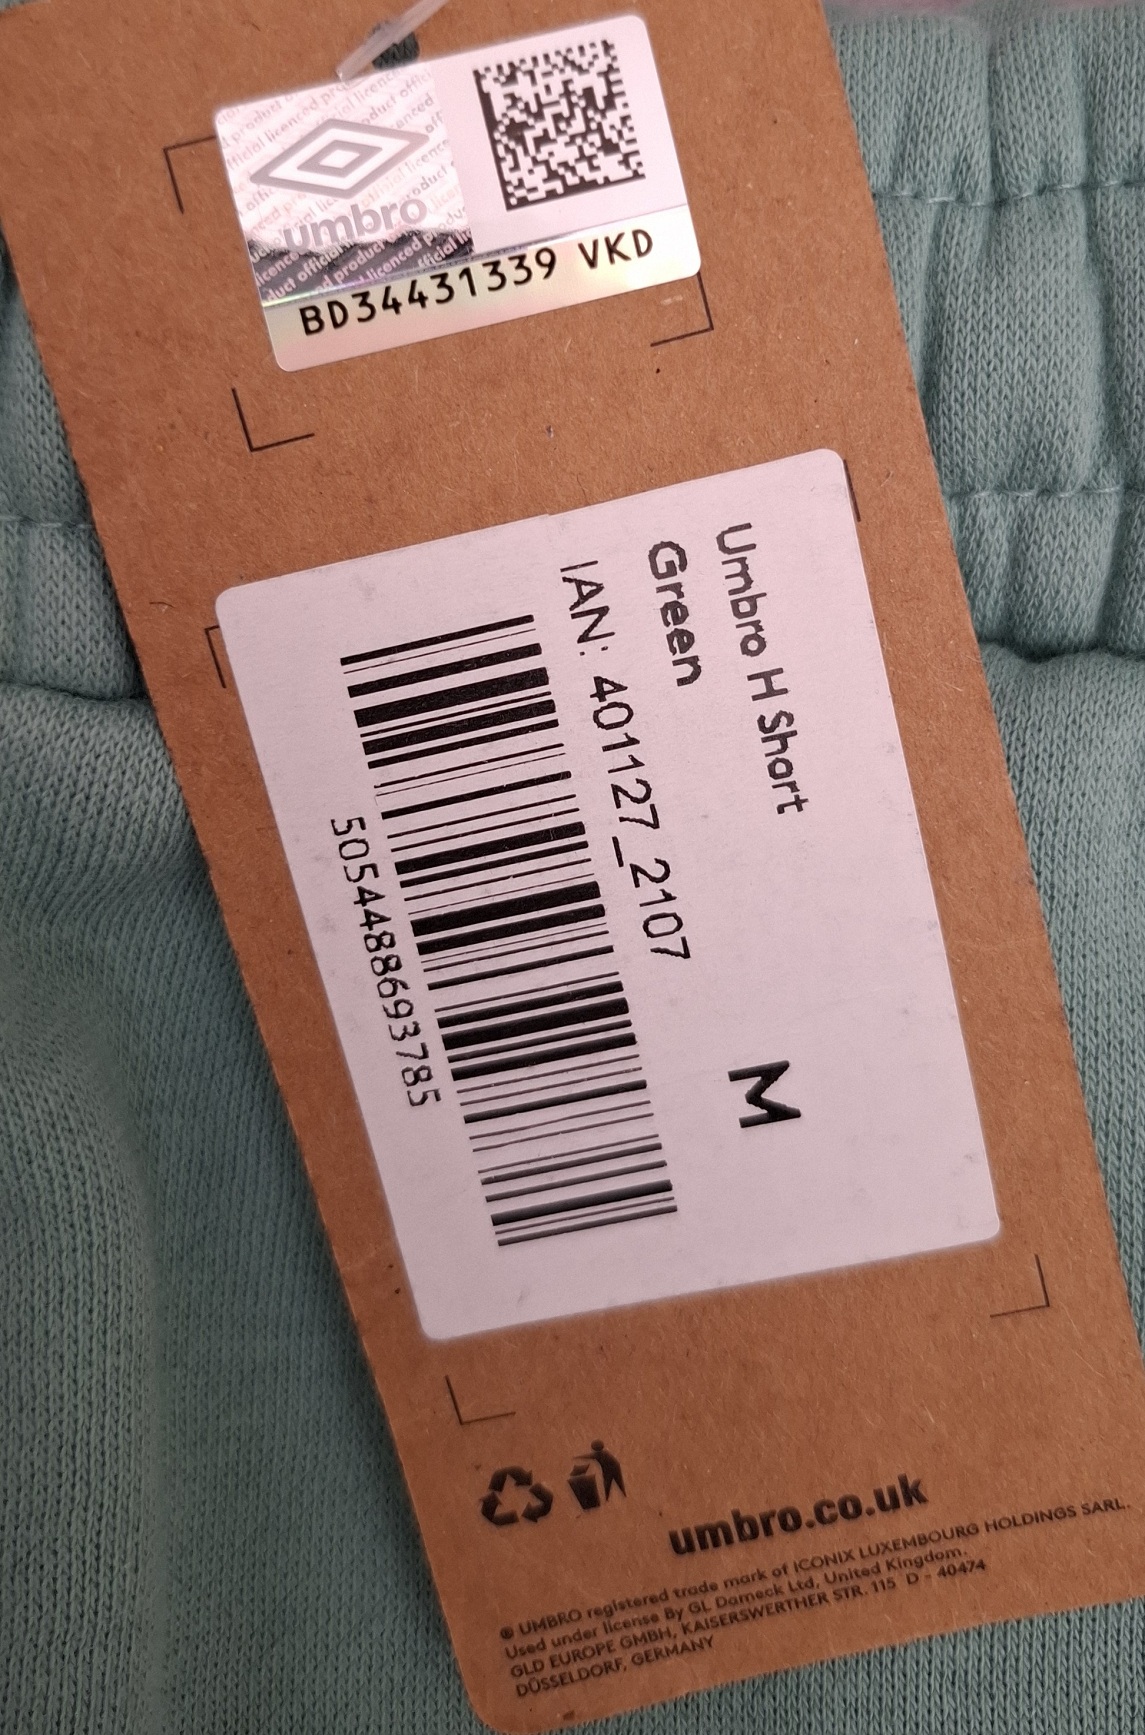 umbro
BD34431339 VKD
Umbro H Short
Green
IAN: 401127_2107
M
5054488693785
umbro.co.uk
® UMBRO registered trade mark of ICONIX LUXEMBOURG HOLDINGS SARL.
Used under license By GL Dameck Ltd, United Kingdom.
GLD EUROPE GMBH, KAISERSWERTHER STR. 115 D - 40474
DÜSSELDORF, GERMANY